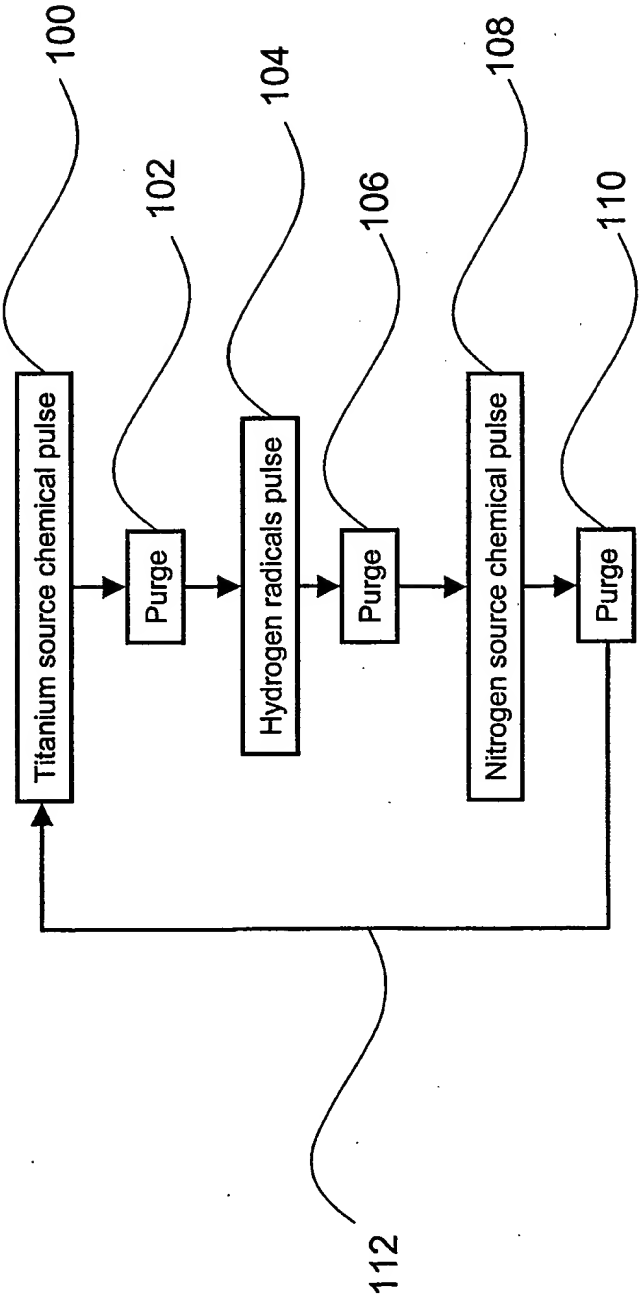 Titanium source chemical pulse
100
Purge
102
Hydrogen radicals pulse
104
Purge
106
Nitrogen source chemical pulse
108
Purge
110
112